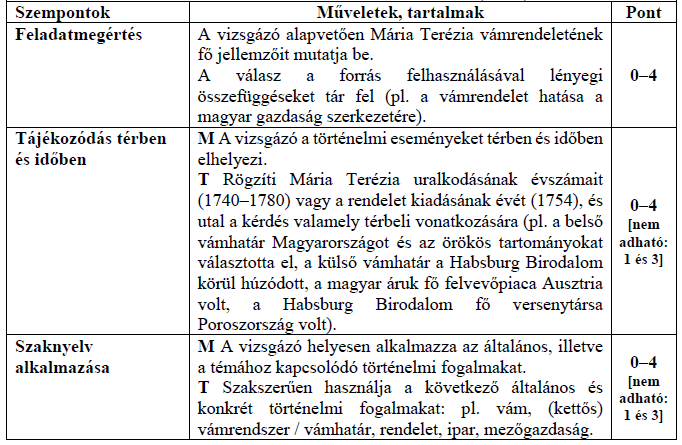 Szempontok Műveletek, tartalmak Pont
Feladatmegértés
A vizsgázó alapvetően Mária Terézia vámrendeletének
fő jellemzőit mutatja be.
A válasz a forrás felhasználásával lényegi
összefüggéseket tár fel (pl. a vámrendelet hatása a
magyar gazdaság szerkezetére).
0–4
Tájékozódás térben
és időben
M A vizsgázó a történelmi eseményeket térben és időben
elhelyezi.
T Rögzíti Mária Terézia uralkodásának évszámait
(1740–1780) vagy a rendelet kiadásának évét (1754), és
utal a kérdés valamely térbeli vonatkozására (pl. a belső
vámhatár Magyarországot és az örökös tartományokat
választotta el, a külső vámhatár a Habsburg Birodalom
körül húzódott, a magyar áruk fő felvevőpiaca Ausztria
volt, a Habsburg Birodalom fő versenytársa
Poroszország volt).
0–4
[nem
adható:
1 és 3]
Szaknyelv
alkalmazása
M A vizsgázó helyesen alkalmazza az általános, illetve
a témához kapcsolódó történelmi fogalmakat.
T Szakszerűen használja a következő általános és
konkrét történelmi fogalmakat: pl. vám, (kettős)
vámrendszer / vámhatár, rendelet, ipar, mezőgazdaság.
0–4
[nem
adható:
1 és 3]